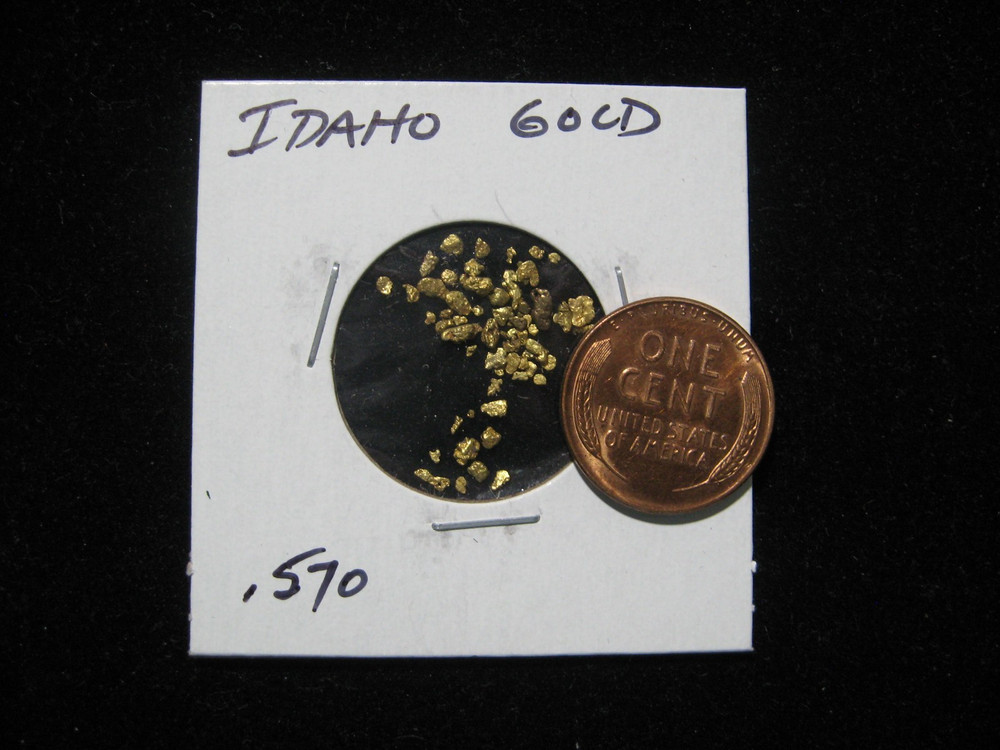 IDAHO GOLD
E·PLURIBUS·UNUM
ONE
CENT
UNITED STATES
OF AMERICA
.570